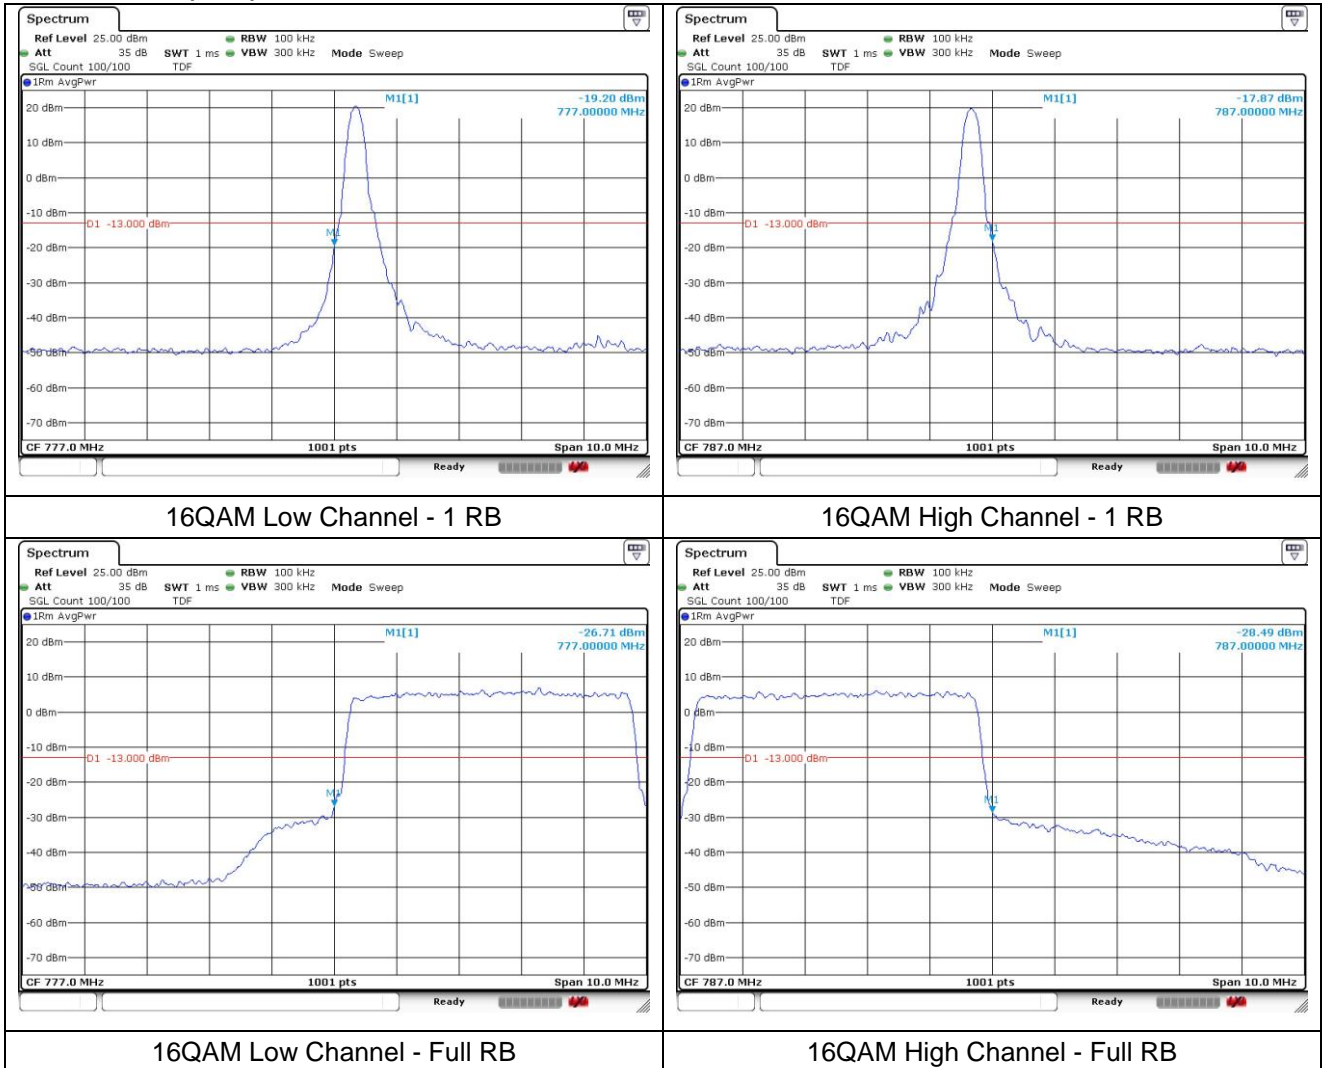 Spectrum
Ref Level 25.00 dBm RBW 100 kHz
Att 35 dB SWT 1 ms VBW 300 kHz Mode Sweep
SGL Count 100/100 TDF
1Rm AvgPwr
M1[1] -19.20 dBm
777.00000 MHz
20 dBm
10 dBm
0 dBm
-10 dBm
D1 -13.000 dBm
M1
-20 dBm
-30 dBm
-40 dBm
-50 dBm
-60 dBm
-70 dBm
CF 777.0 MHz 1001 pts Span 10.0 MHz
Ready
16QAM Low Channel - 1 RB
Spectrum
Ref Level 25.00 dBm RBW 100 kHz
Att 35 dB SWT 1 ms VBW 300 kHz Mode Sweep
SGL Count 100/100 TDF
1Rm AvgPwr
M1[1] -17.87 dBm
787.00000 MHz
20 dBm
10 dBm
0 dBm
-10 dBm
D1 -13.000 dBm
M1
-20 dBm
-30 dBm
-40 dBm
-50 dBm
-60 dBm
-70 dBm
CF 787.0 MHz 1001 pts Span 10.0 MHz
Ready
16QAM High Channel - 1 RB
Spectrum
Ref Level 25.00 dBm RBW 100 kHz
Att 35 dB SWT 1 ms VBW 300 kHz Mode Sweep
SGL Count 100/100 TDF
1Rm AvgPwr
M1[1] -26.71 dBm
777.00000 MHz
20 dBm
10 dBm
0 dBm
-10 dBm
D1 -13.000 dBm
-20 dBm
M1
-30 dBm
-40 dBm
-50 dBm
-60 dBm
-70 dBm
CF 777.0 MHz 1001 pts Span 10.0 MHz
Ready
16QAM Low Channel - Full RB
Spectrum
Ref Level 25.00 dBm RBW 100 kHz
Att 35 dB SWT 1 ms VBW 300 kHz Mode Sweep
SGL Count 100/100 TDF
1Rm AvgPwr
M1[1] -28.49 dBm
787.00000 MHz
20 dBm
10 dBm
0 dBm
-10 dBm
D1 -13.000 dBm
-20 dBm
M1
-30 dBm
-40 dBm
-50 dBm
-60 dBm
-70 dBm
CF 787.0 MHz 1001 pts Span 10.0 MHz
Ready
16QAM High Channel - Full RB